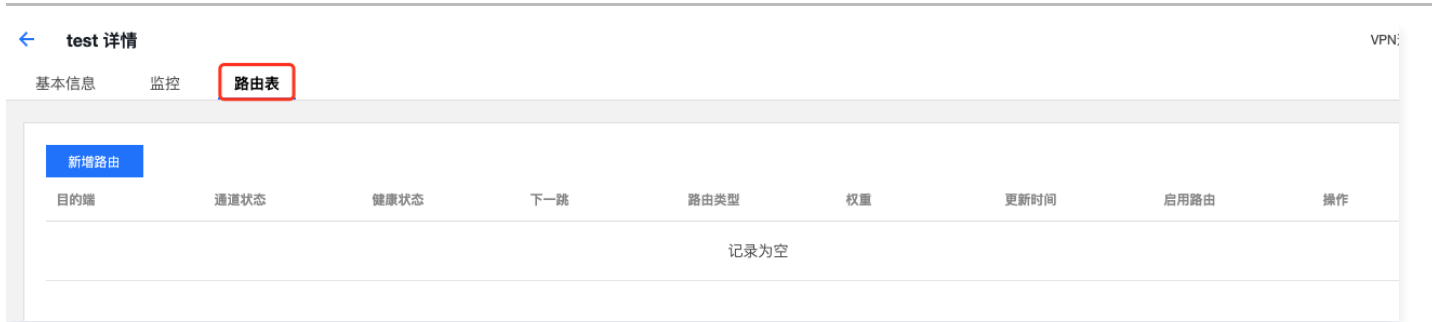 test 详情
VPN
基本信息 监控 路由表
新增路由
目的端 通道状态 健康状态 下一跳 路由类型 权重 更新时间 启用路由 操作
记录为空